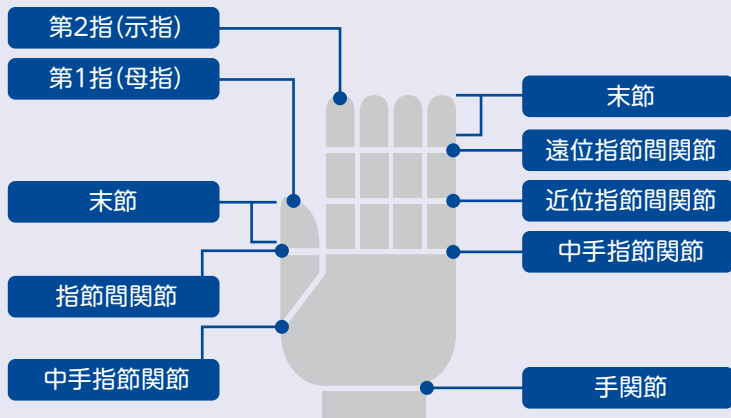 第2指(示指)
第1指(母指)
末節
指節間関節
中手指節関節
末節
遠位指節間関節
近位指節間関節
中手指節関節
手関節